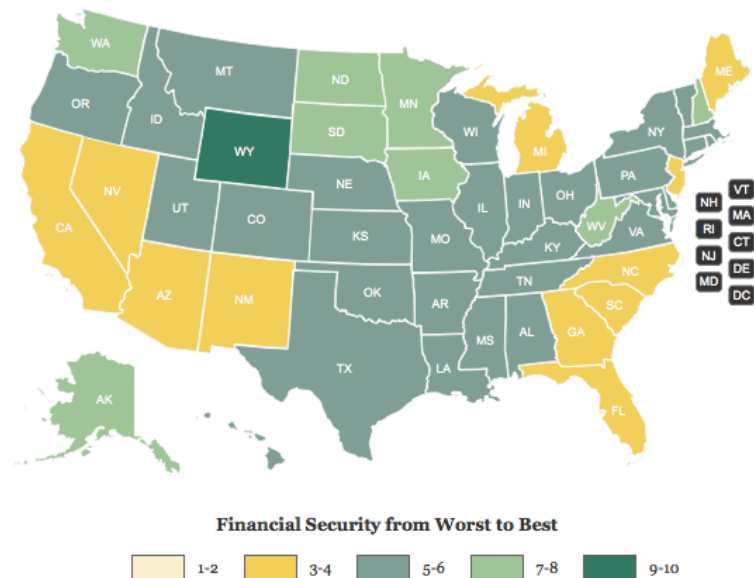 WA
MT
ND
MN
ME
OR
ID
SD
WI
NY
WY
MI
IA
PA
NV
NE
IL
IN
OH
UT
CO
WV
VA
CA
KS
MO
KY
NH
VT
RI
MA
NJ
CT
MD
DE
DC
AZ
NM
OK
AR
TN
NC
SC
MS
AL
GA
TX
LA
AK
FL
Financial Security from Worst to Best
1-2 3-4 5-6 7-8 9-10